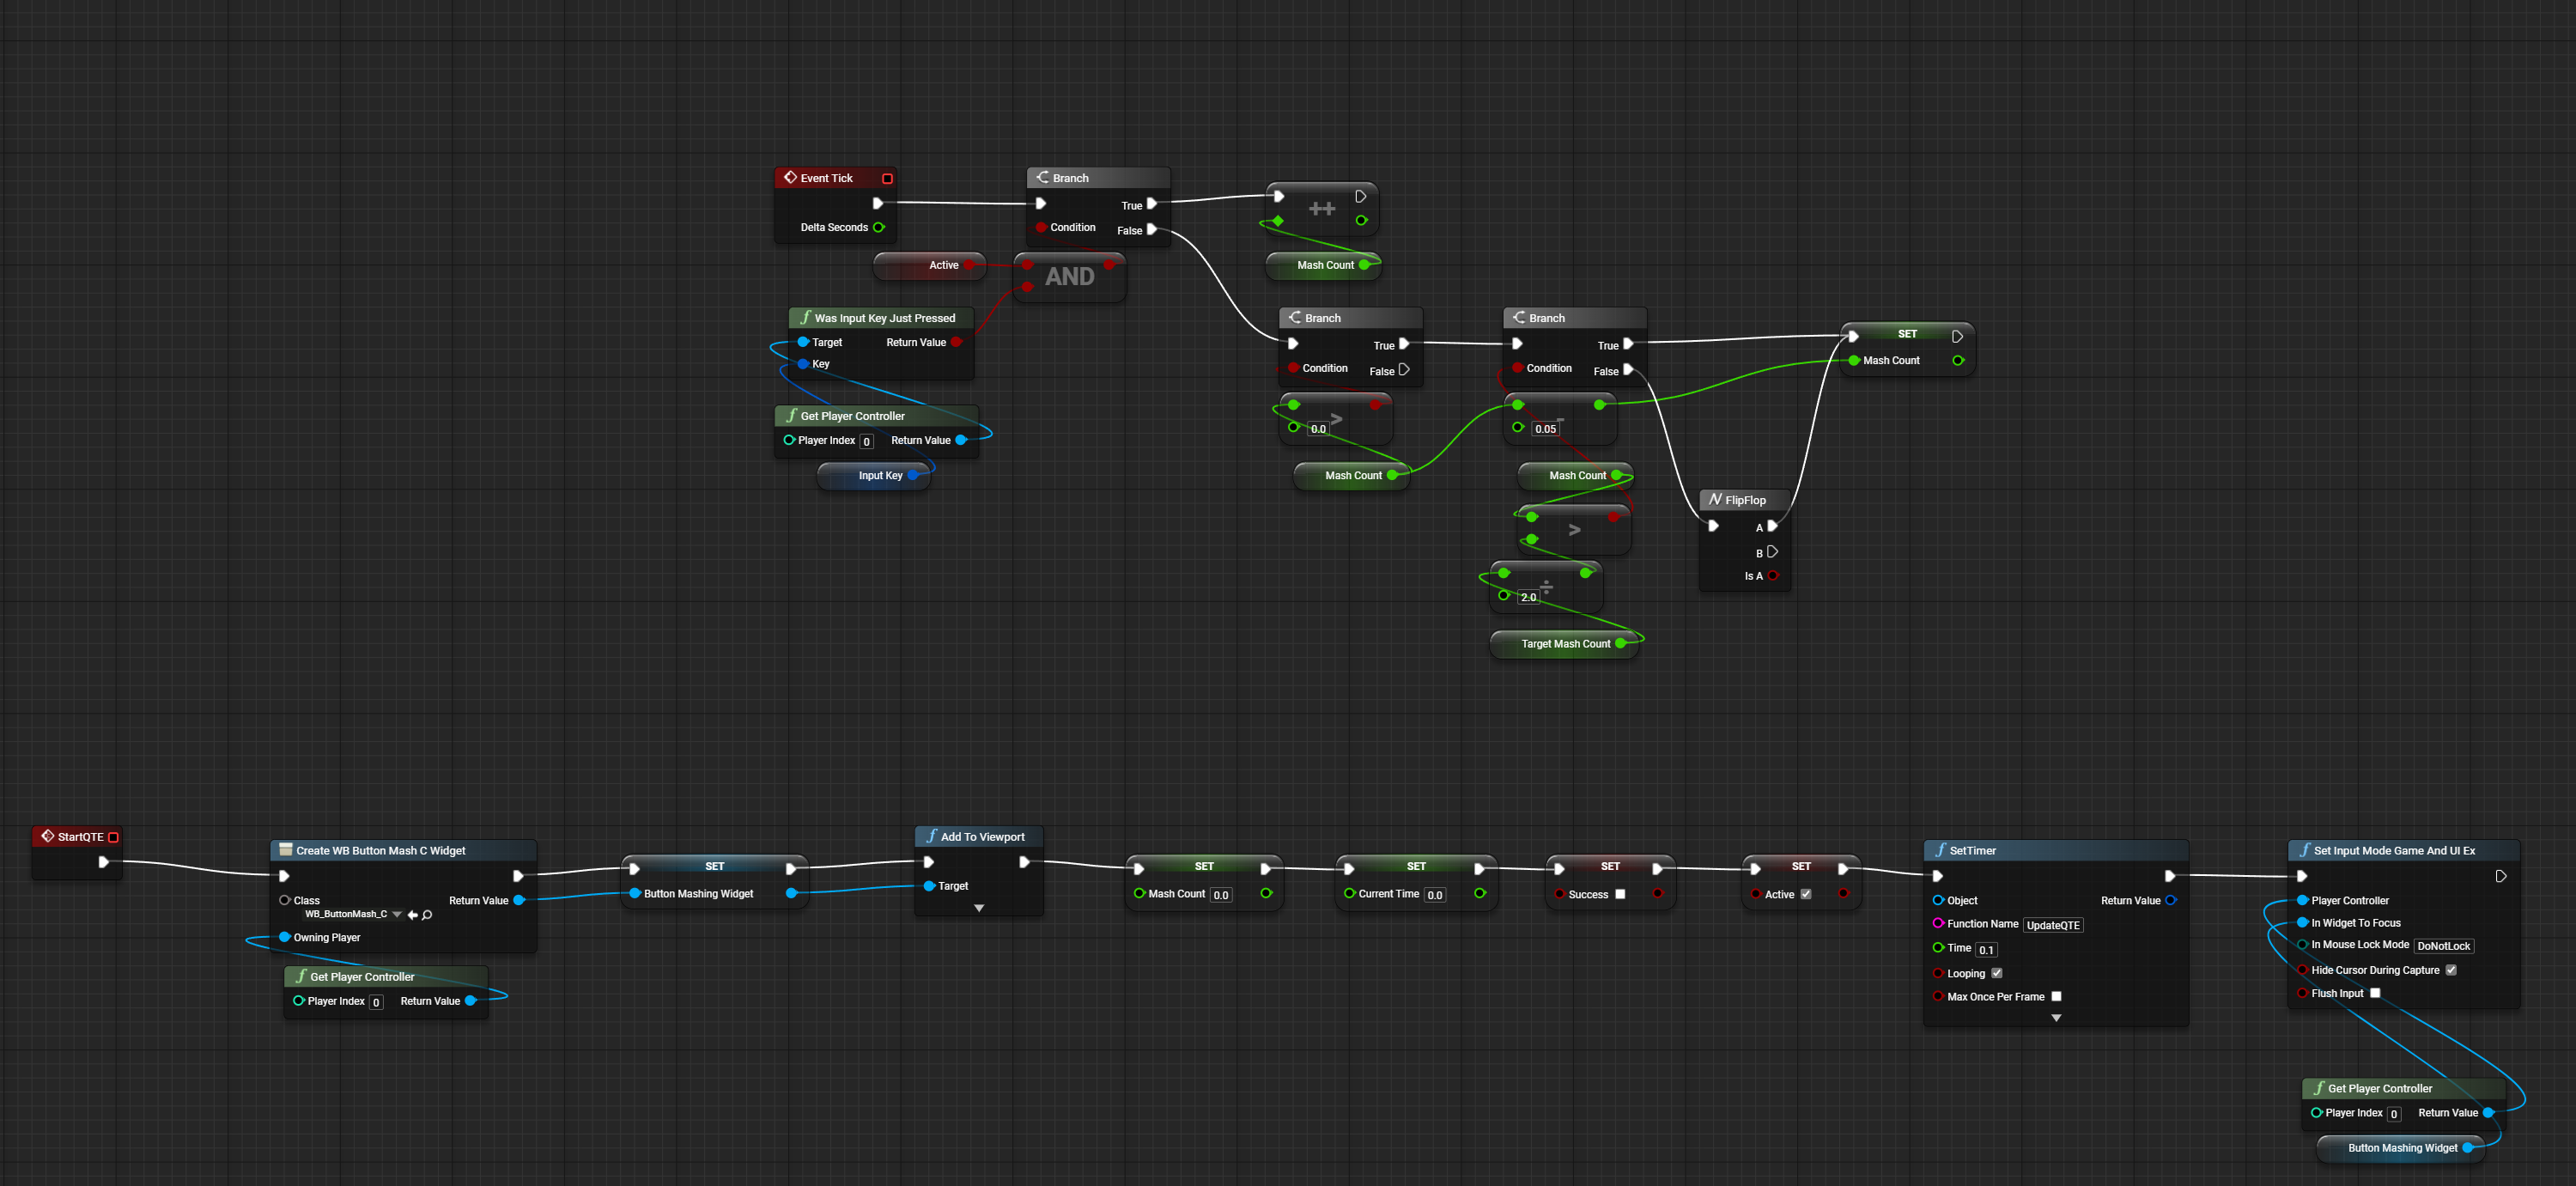 Event Tick
Delta Seconds
Branch
True
Condition
False
++
Active
AND
Mash Count
Was Input Key Just Pressed
Target
Return Value
Key
Get Player Controller
Player Index 0 Return Value
Input Key
Branch
True
Condition
False
>
0.0
Mash Count
Branch
True
Condition
False
-
0.05
Mash Count
>
÷
2.0
Target Mash Count
SET
Mash Count
FlipFlop
A
B
Is A
StartQTE
Create WB Button Mash C Widget
Class
WB_ButtonMash_C
Return Value
Owning Player
Get Player Controller
Player Index 0 Return Value
SET
Button Mashing Widget
Add To Viewport
Target
SET
Mash Count 0.0
SET
Current Time 0.0
SET
Success
SET
Active
SetTimer
Object
Return Value
Function Name UpdateQTE
Time 0.1
Looping
Max Once Per Frame
Set Input Mode Game And UI Ex
Player Controller
In Widget To Focus
In Mouse Lock Mode DoNotLock
Hide Cursor During Capture
Flush Input
Get Player Controller
Player Index 0 Return Value
Button Mashing Widget